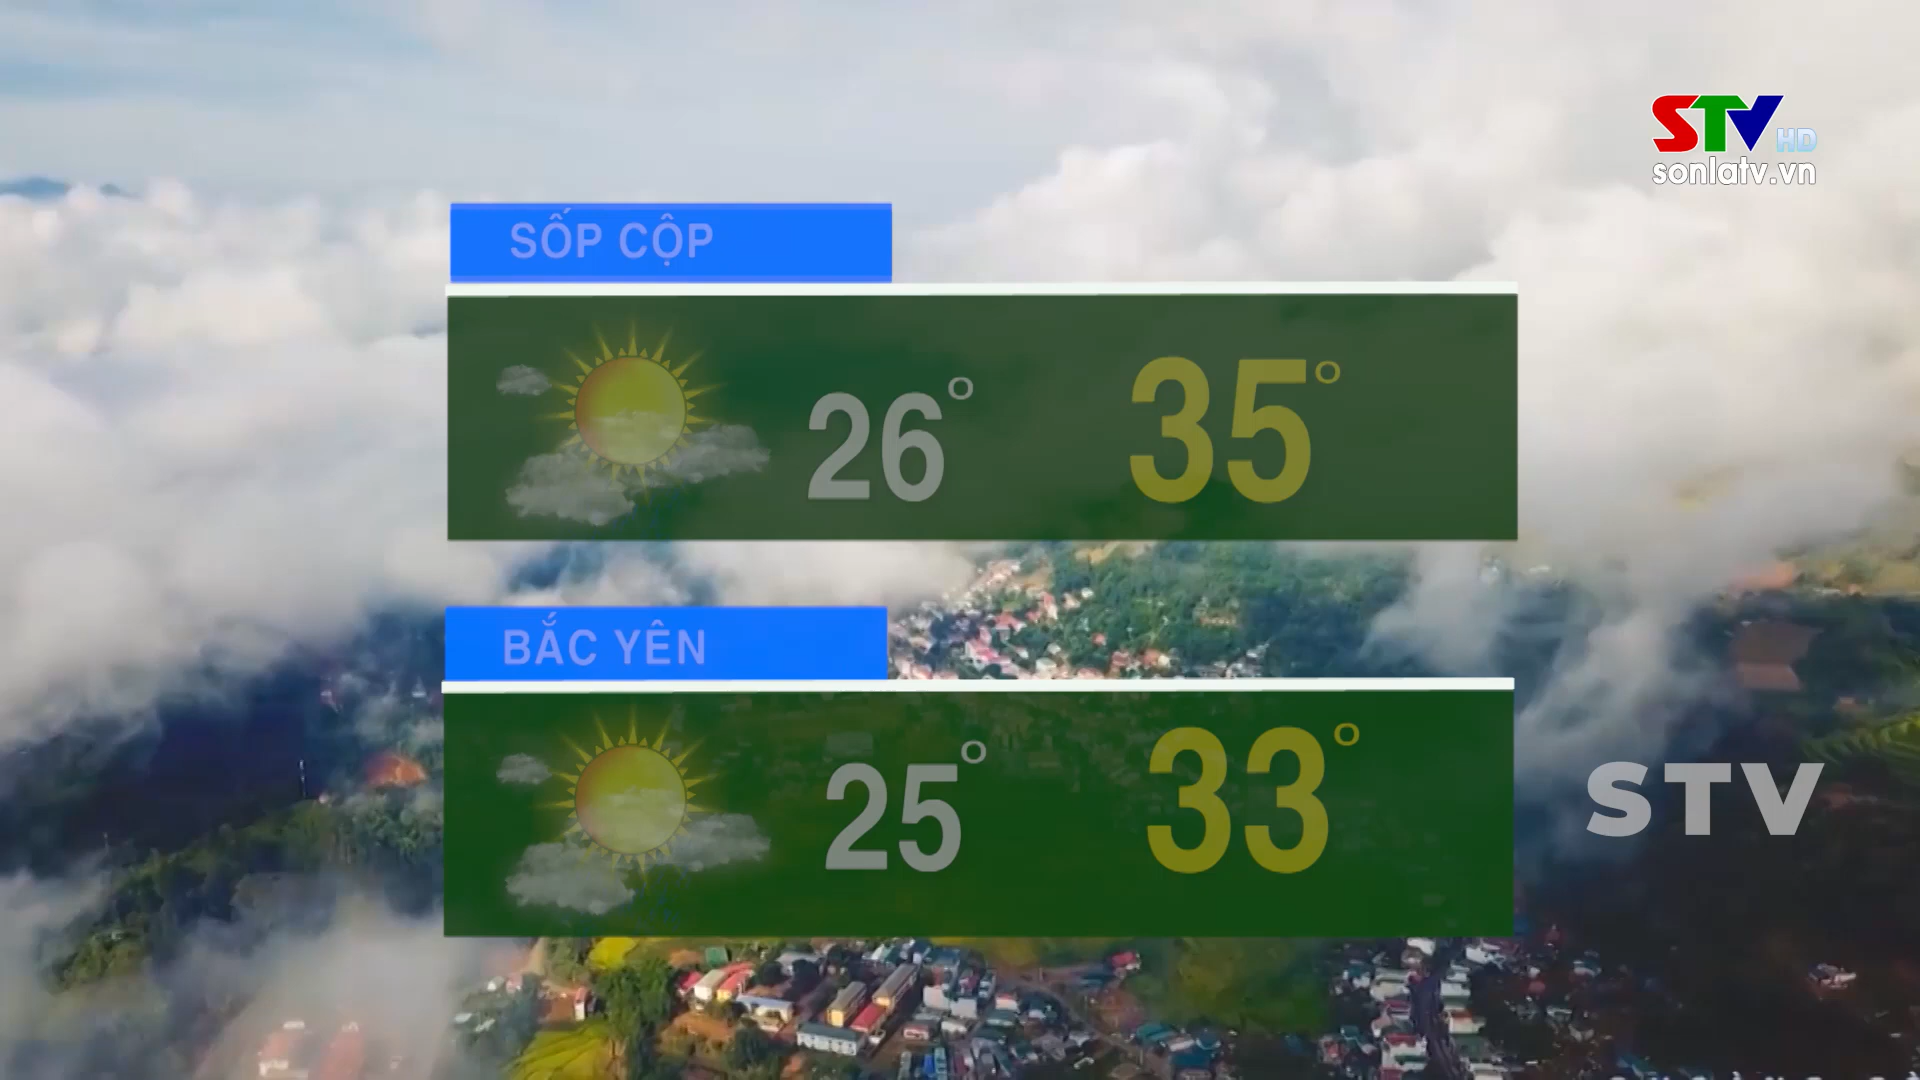 STV HD
sonlatv.vn
SỐP CỘP
26° 35°
BẮC YÊN
25° 33°
STV